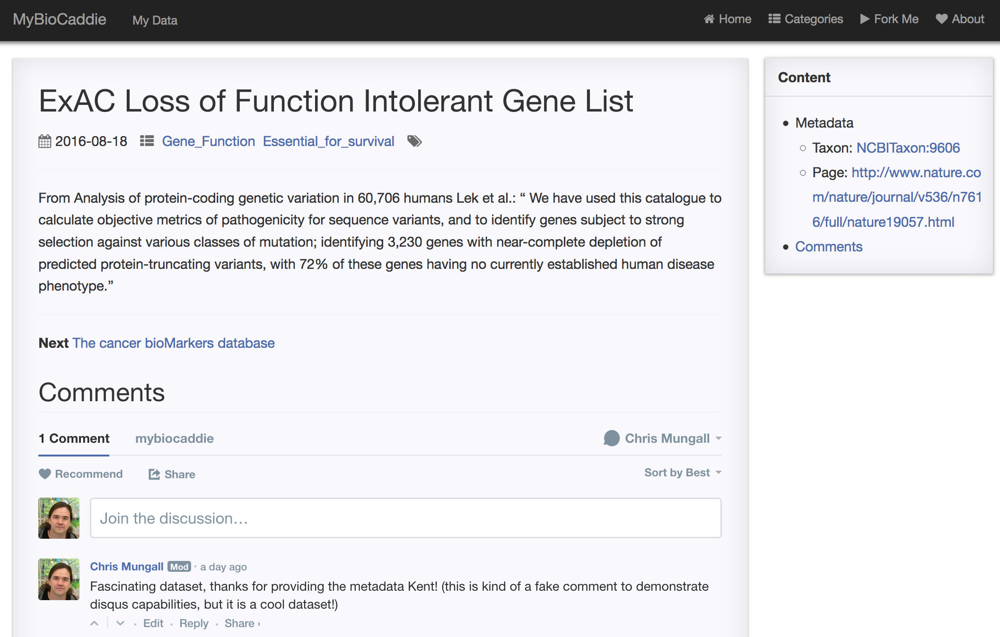 MyBioCaddie My Data Home Categories Fork Me About
ExAC Loss of Function Intolerant Gene List
2016-08-18 Gene_Function Essential_for_survival
From Analysis of protein-coding genetic variation in 60,706 humans Lek et al.: “ We have used this catalogue to
calculate objective metrics of pathogenicity for sequence variants, and to identify genes subject to strong
selection against various classes of mutation; identifying 3,230 genes with near-complete depletion of
predicted protein-truncating variants, with 72% of these genes having no currently established human disease
phenotype.”
Next The cancer bioMarkers database
Comments
1 Comment mybiocaddie Chris Mungall
Recommend Share Sort by Best
Join the discussion…
Chris Mungall Mod • a day ago
Fascinating dataset, thanks for providing the metadata Kent! (this is kind of a fake comment to demonstrate
disqus capabilities, but it is a cool dataset!)
• Edit • Reply • Share ›
Content
• Metadata
○ Taxon: NCBITaxon:9606
○ Page: http://www.nature.co
m/nature/journal/v536/n761
6/full/nature19057.html
• Comments